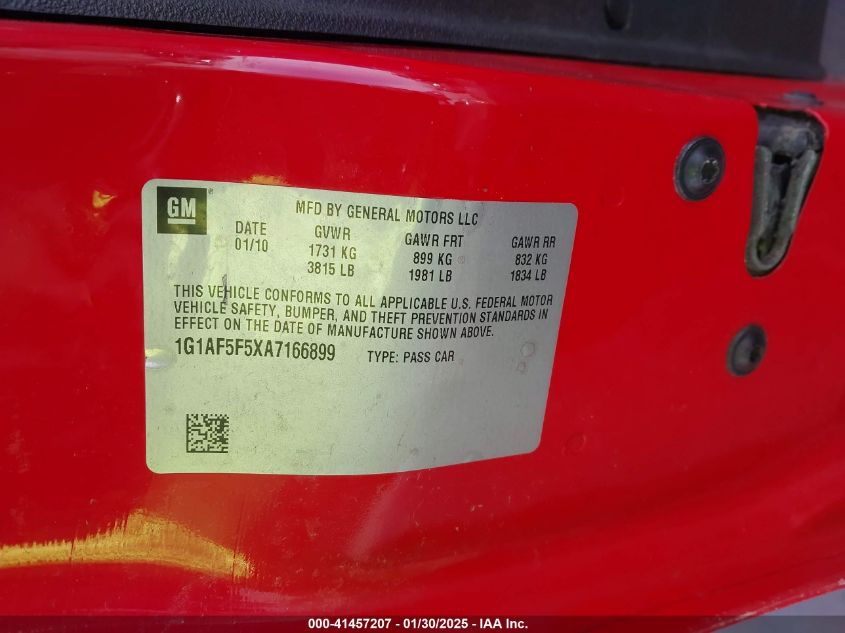 GM®
MFD BY GENERAL MOTORS LLC
DATE GVWR GAWR FRT GAWR RR
01/10 1731 KG 899 KG 832 KG
3815 LB 1981 LB 1834 LB
THIS VEHICLE CONFORMS TO ALL APPLICABLE U.S. FEDERAL MOTOR
VEHICLE SAFETY, BUMPER, AND THEFT PREVENTION STANDARDS IN
EFFECT ON THE DATE OF MANUFACTURE SHOWN ABOVE.
1G1AF5F5XA7166899 TYPE: PASS CAR
000-41457207 - 01/30/2025 - IAA Inc.